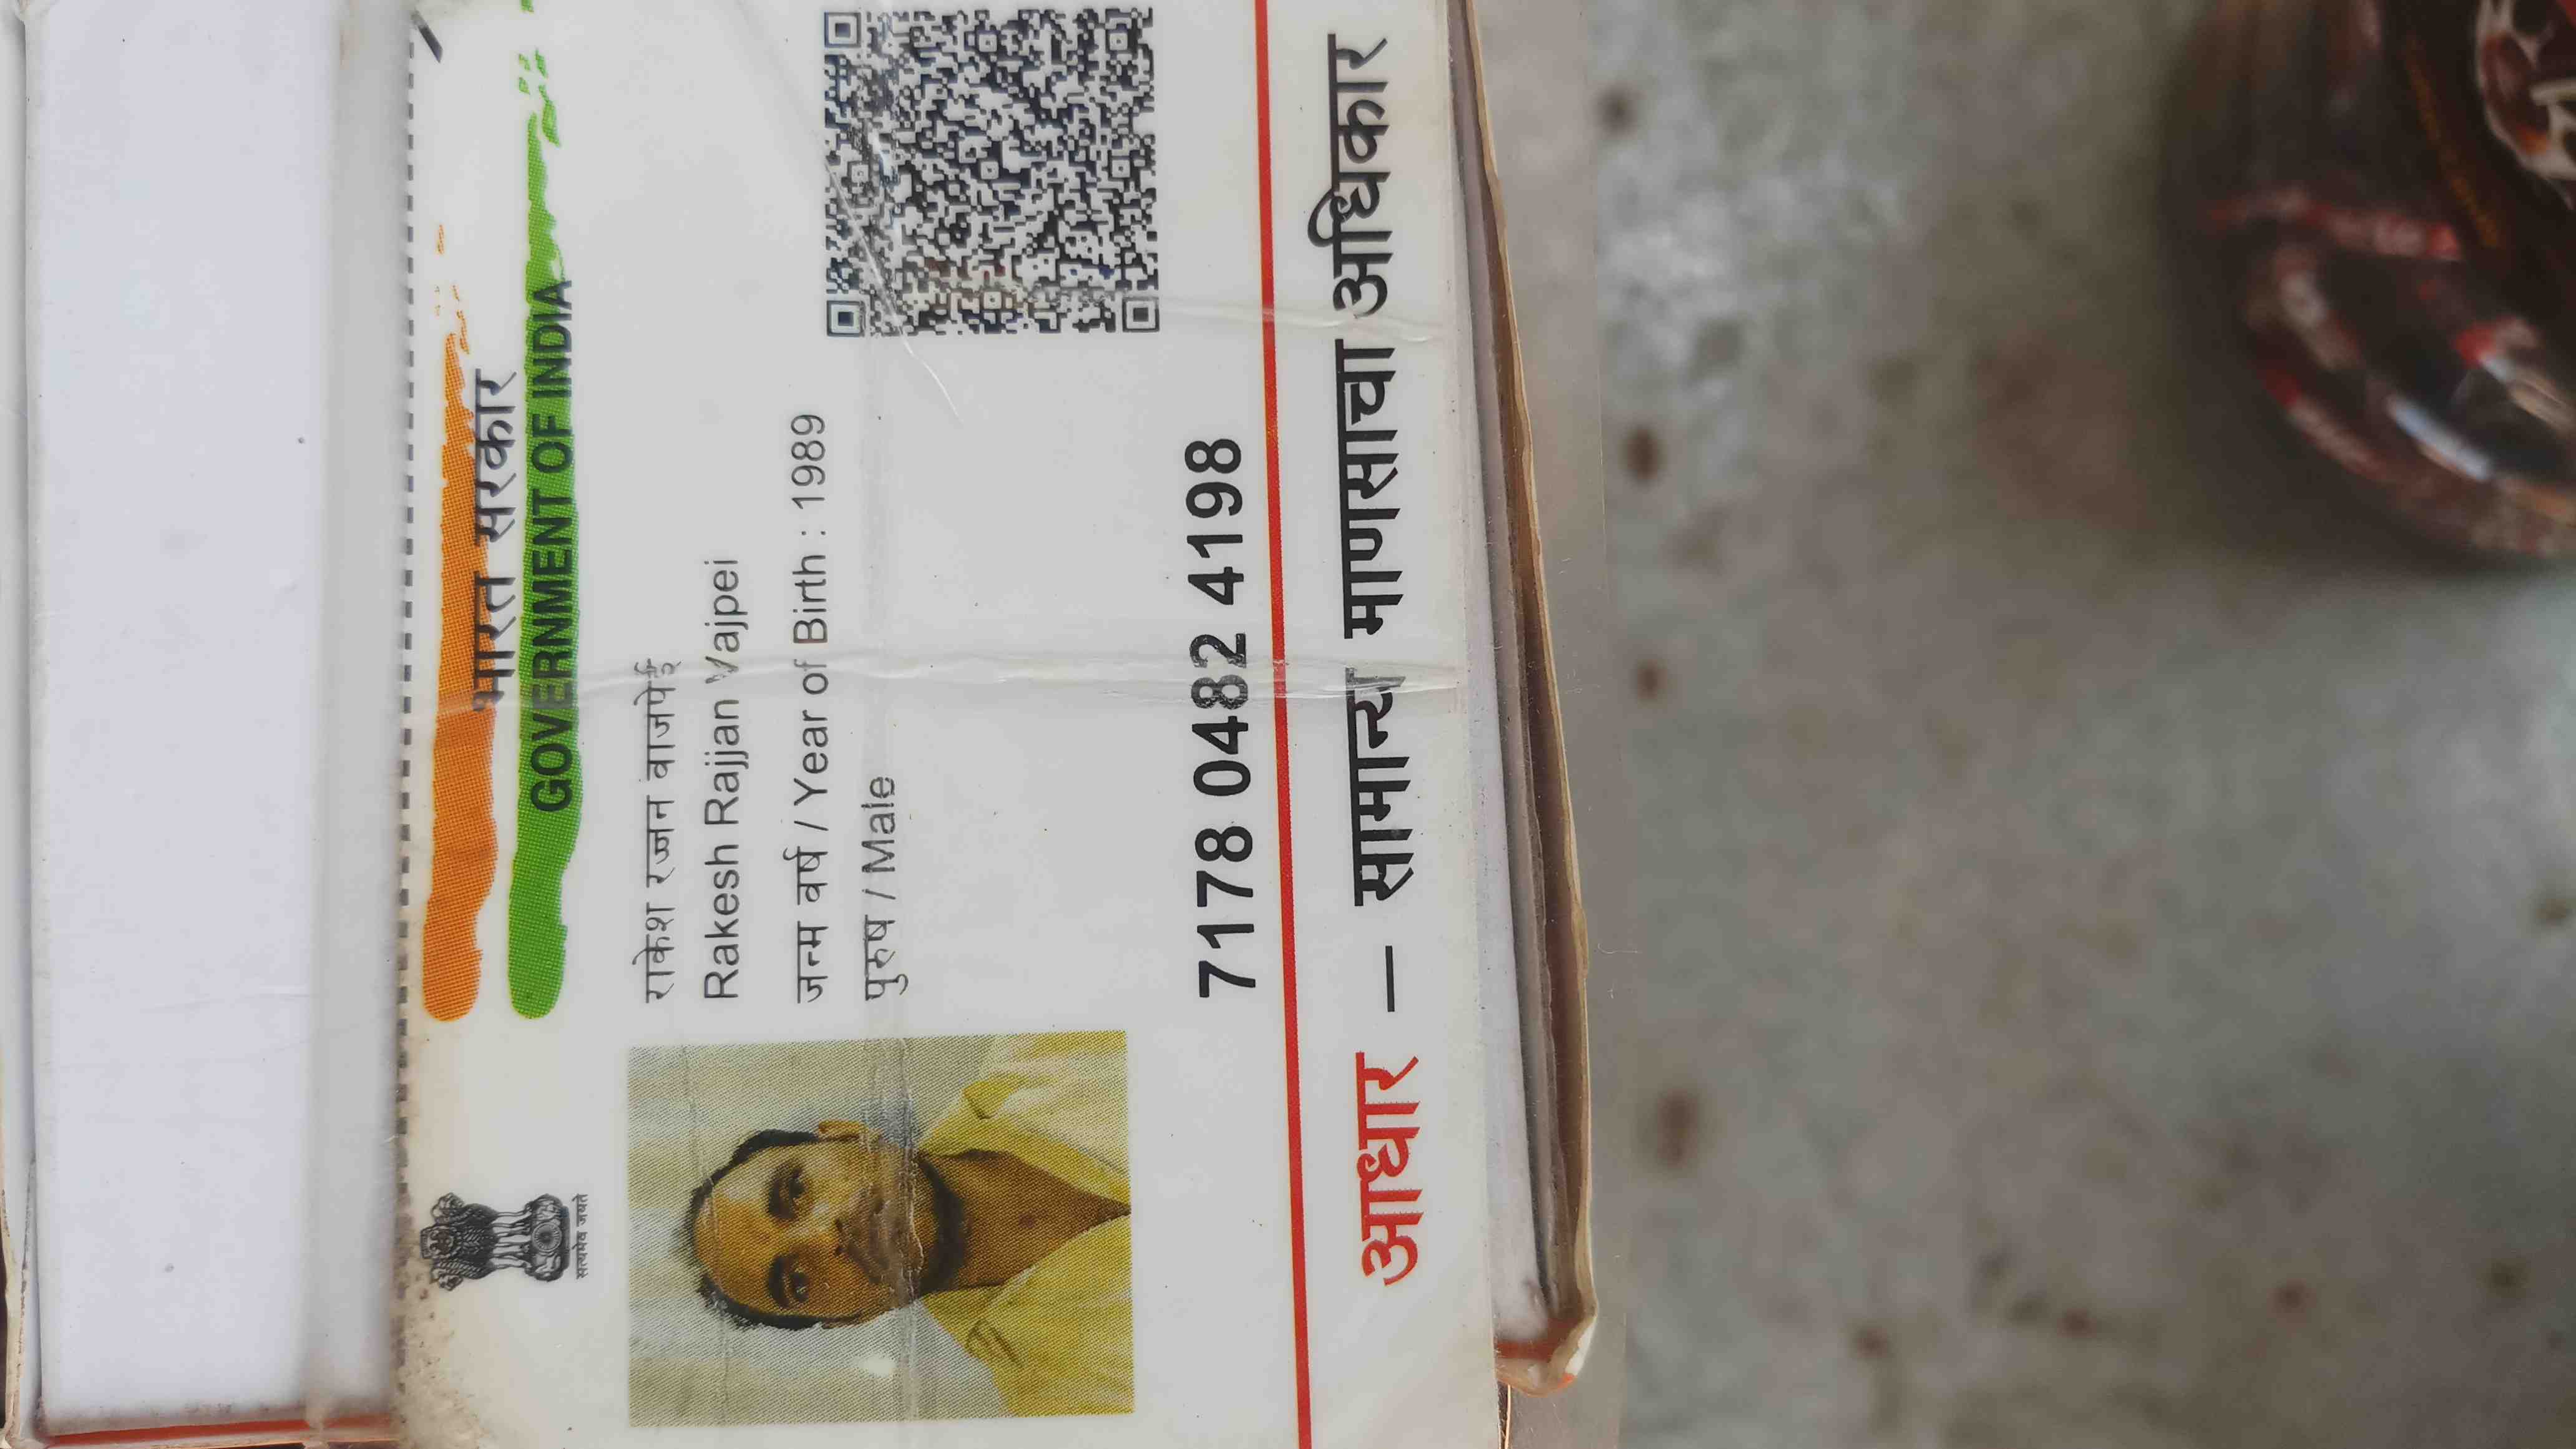 भारत सरकार
GOVERNMENT OF INDIA
सत्यमेव जयते
राकेश रज्जन वाजपेई
Rakesh Rajjan Vajpei
जन्म वर्ष / Year of Birth : 1989
पुरुष / Male
7178 0482 4198
आधार — सामान्य माणसाचा अधिकार